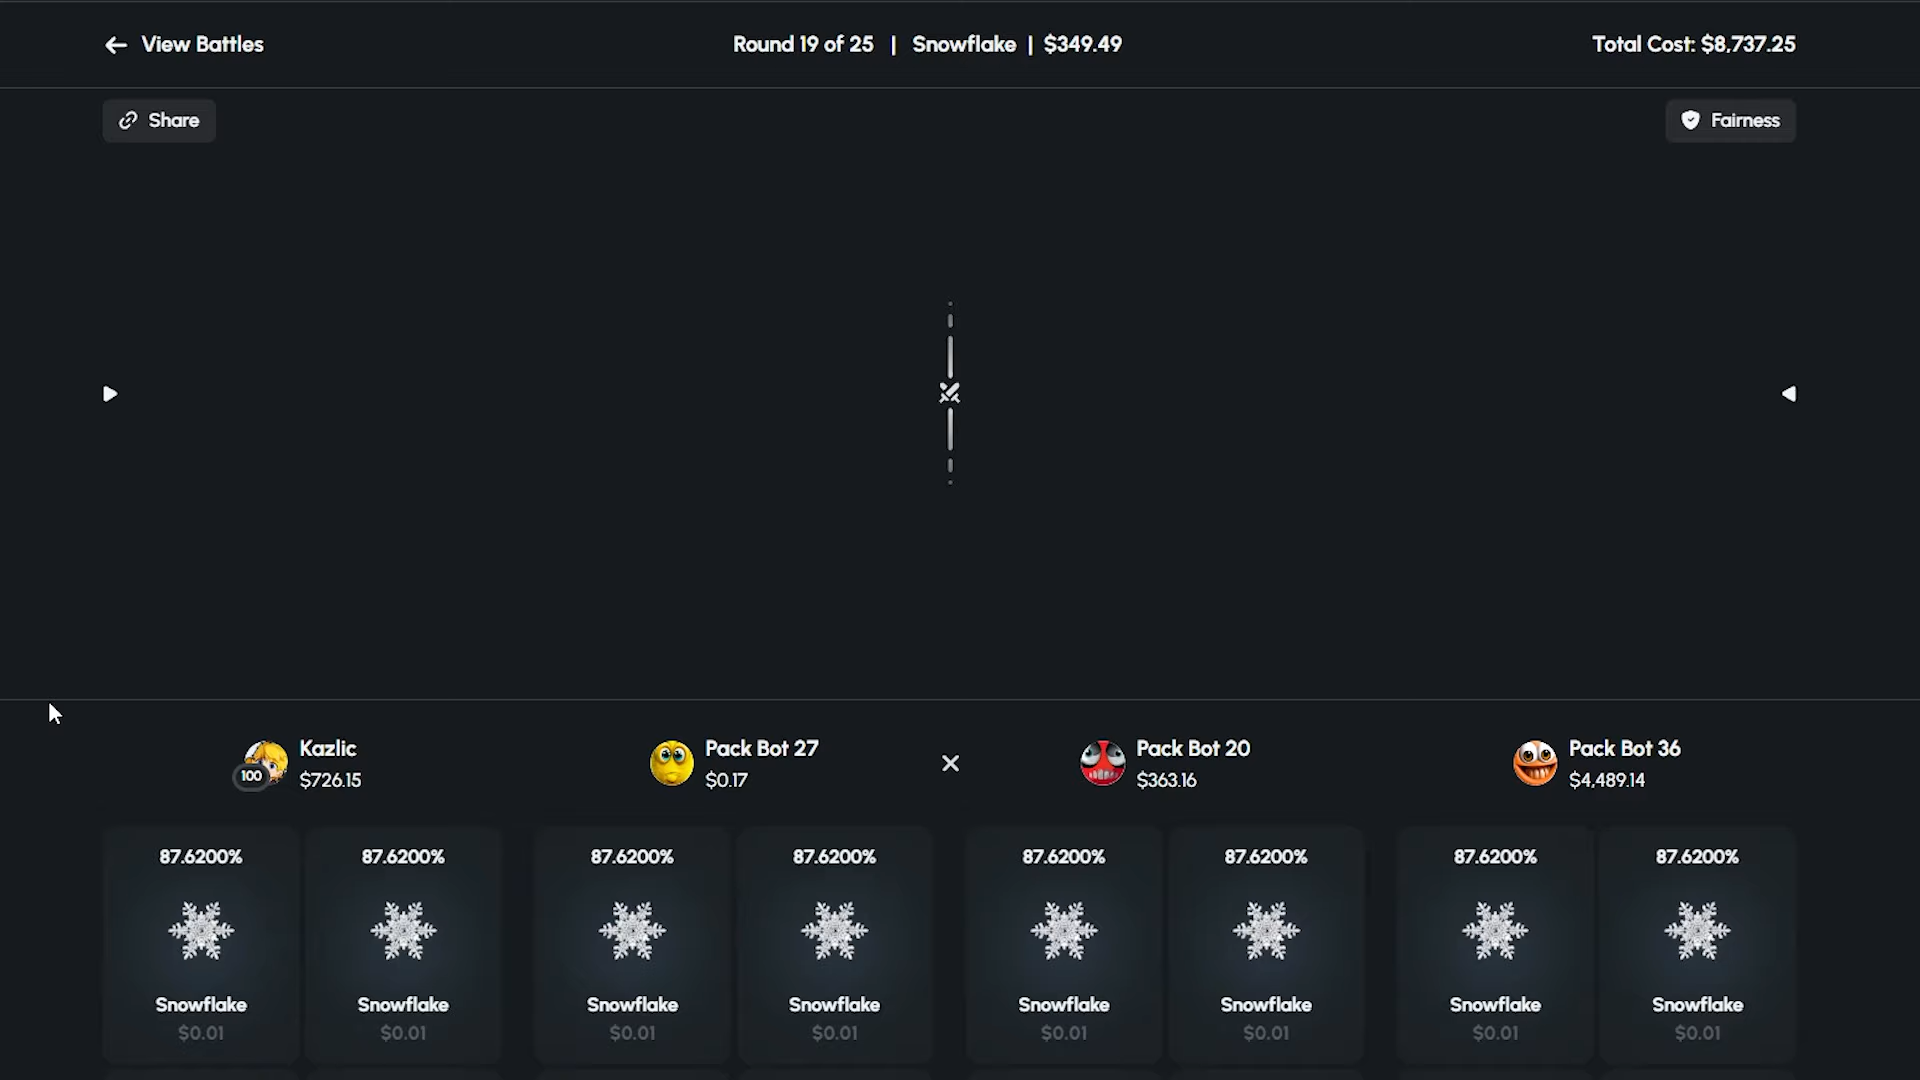 View Battles
Round 19 of 25 | Snowflake | $349.49
Total Cost: $8,737.25
Share
Fairness
100
Kazlic
$726.15
Pack Bot 27
$0.17
Pack Bot 20
$363.16
Pack Bot 36
$4,489.14
87.6200% 87.6200% 87.6200% 87.6200% 87.6200% 87.6200% 87.6200% 87.6200%
Snowflake Snowflake Snowflake Snowflake Snowflake Snowflake Snowflake Snowflake
$0.01 $0.01 $0.01 $0.01 $0.01 $0.01 $0.01 $0.01